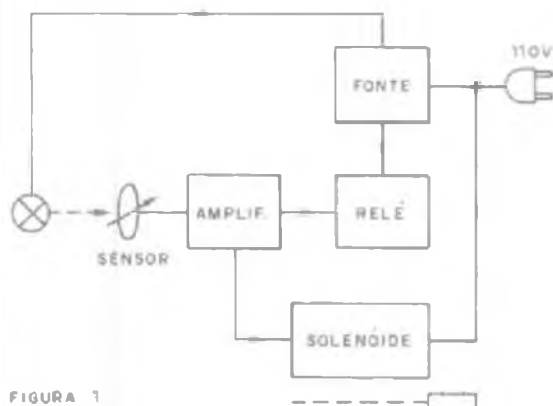 110V
FONTE
AMPLIF.
RELÉ
SENSOR
SOLENÓIDE
FIGURA 1